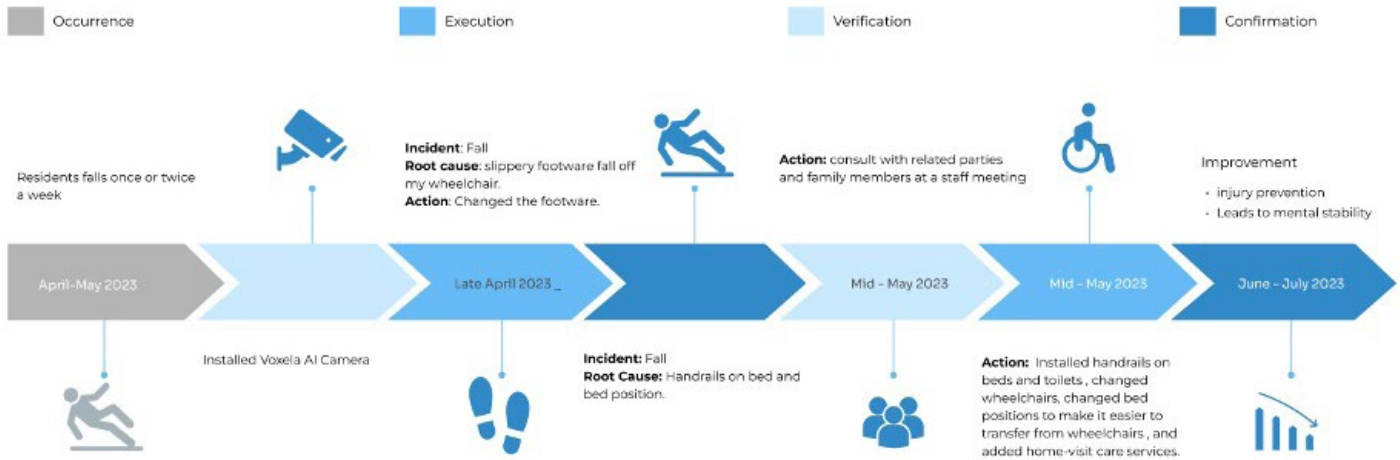 Occurrence
Execution
Verification
Confirmation
Residents falls once or twice
a week
Incident: Fall
Root cause: slippery footware fall off
my wheelchair.
Action: Changed the footware.
Action: consult with related parties
and family members at a staff meeting
Improvement
• injury prevention
• Leads to mental stability
April-May 2023
Late April 2023 _
Mid - May 2023
Mid - May 2023
June - July 2023
Installed Voxela AI Camera
Incident: Fall
Root Cause: Handrails on bed and
bed position.
Action: Installed handrails on
beds and toilets , changed
wheelchairs, changed bed
positions to make it easier to
transfer from wheelchairs , and
added home-visit care services.